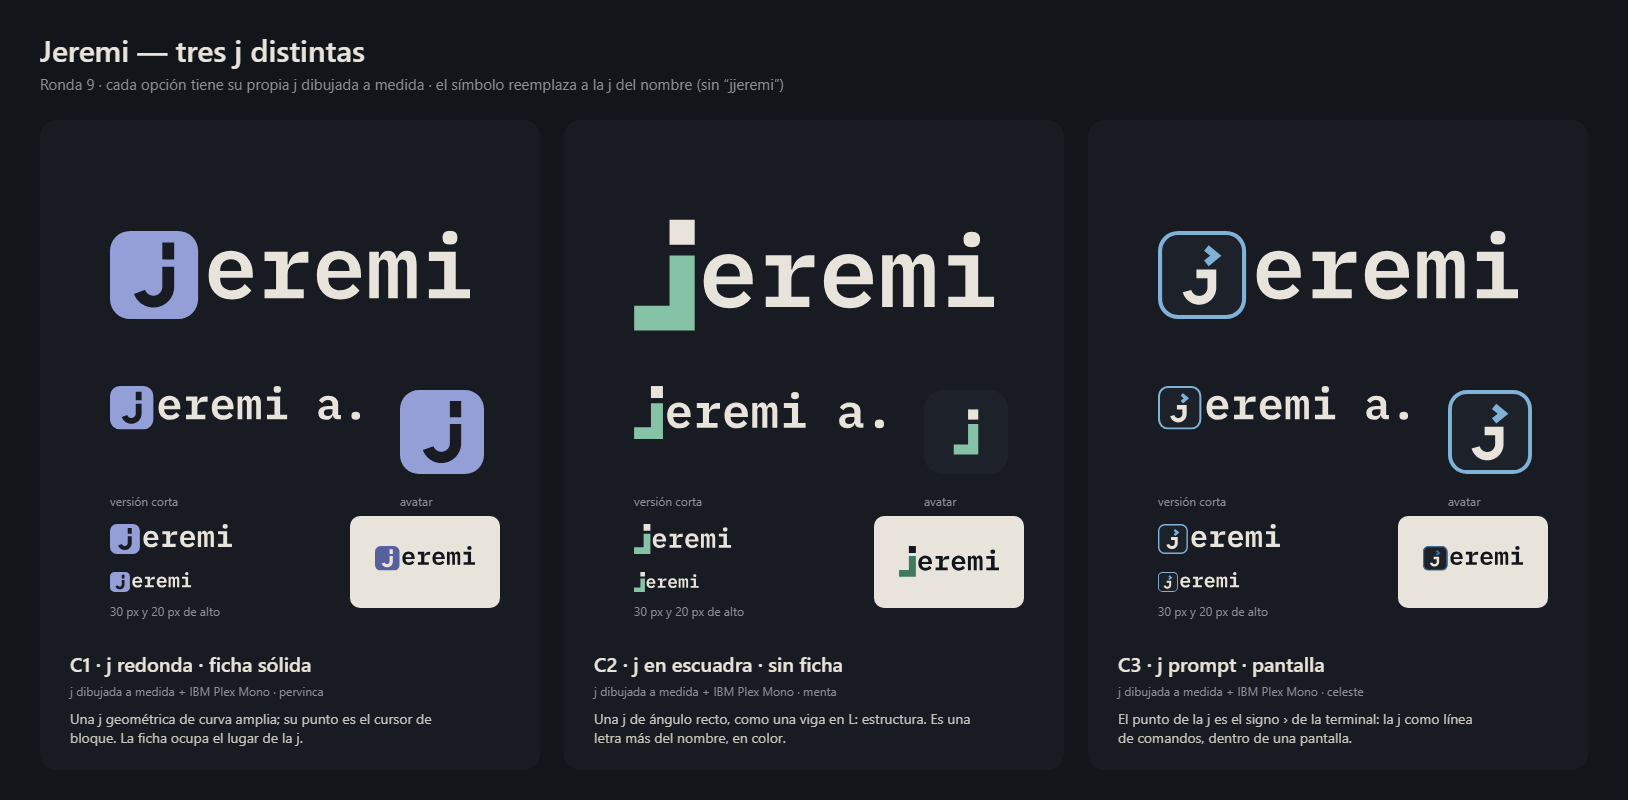 Jeremi — tres j distintas
Ronda 9 · cada opción tiene su propia j dibujada a medida · el símbolo reemplaza a la j del nombre (sin “jjeremi”)
jeremi
jeremi a.
j
versión corta
avatar
jeremi
jeremi
jeremi
30 px y 20 px de alto
C1 · j redonda · ficha sólida
j dibujada a medida + IBM Plex Mono · pervinca
Una j geométrica de curva amplia; su punto es el cursor de
bloque. La ficha ocupa el lugar de la j.
jeremi
jeremi a.
j
versión corta
avatar
jeremi
jeremi
jeremi
30 px y 20 px de alto
C2 · j en escuadra · sin ficha
j dibujada a medida + IBM Plex Mono · menta
Una j de ángulo recto, como una viga en L: estructura. Es una
letra más del nombre, en color.
jeremi
jeremi a.
j
versión corta
avatar
jeremi
jeremi
jeremi
30 px y 20 px de alto
C3 · j prompt · pantalla
j dibujada a medida + IBM Plex Mono · celeste
El punto de la j es el signo › de la terminal: la j como línea
de comandos, dentro de una pantalla.